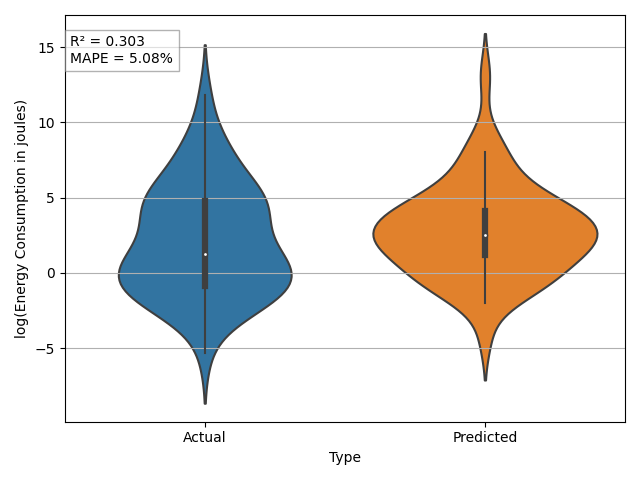 R² = 0.303
MAPE = 5.08%
15
10
5
0
−5
log(Energy Consumption in joules)
Actual
Predicted
Type